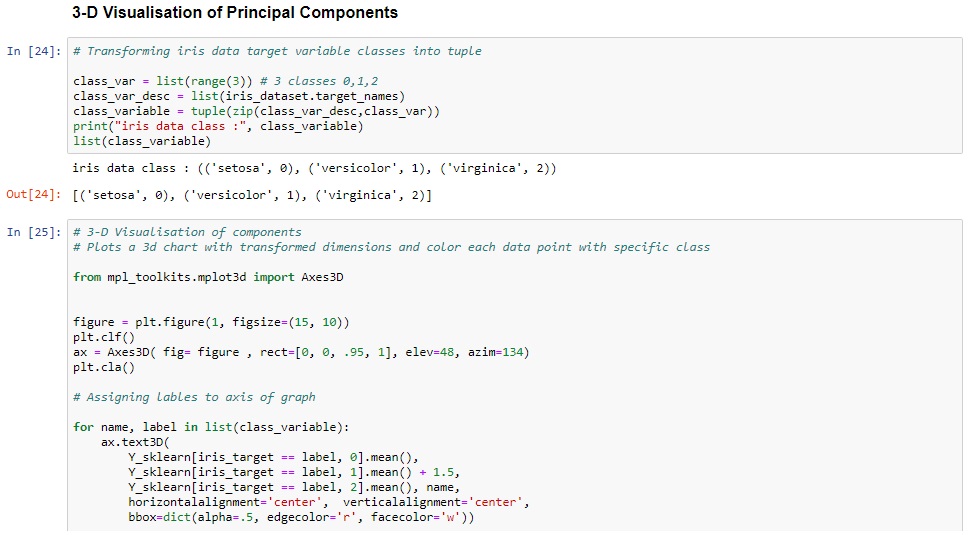 3-D Visualisation of Principal Components
In [24]: # Transforming iris data target variable classes into tuple
class_var = list(range(3)) # 3 classes 0,1,2
class_var_desc = list(iris_dataset.target_names)
class_variable = tuple(zip(class_var_desc,class_var))
print("iris data class :", class_variable)
list(class_variable)
iris data class : (('setosa', 0), ('versicolor', 1), ('virginica', 2))
Out[24]: [('setosa', 0), ('versicolor', 1), ('virginica', 2)]
In [25]: # 3-D Visualisation of components
# Plots a 3d chart with transformed dimensions and color each data point with specific class
from mpl_toolkits.mplot3d import Axes3D
figure = plt.figure(1, figsize=(15, 10))
plt.clf()
ax = Axes3D( fig= figure , rect=[0, 0, .95, 1], elev=48, azim=134)
plt.cla()
# Assigning lables to axis of graph
for name, label in list(class_variable):
    ax.text3D(
        Y_sklearn[iris_target == label, 0].mean(),
        Y_sklearn[iris_target == label, 1].mean() + 1.5,
        Y_sklearn[iris_target == label, 2].mean(), name,
        horizontalalignment='center',  verticalalignment='center',
        bbox=dict(alpha=.5, edgecolor='r', facecolor='w'))